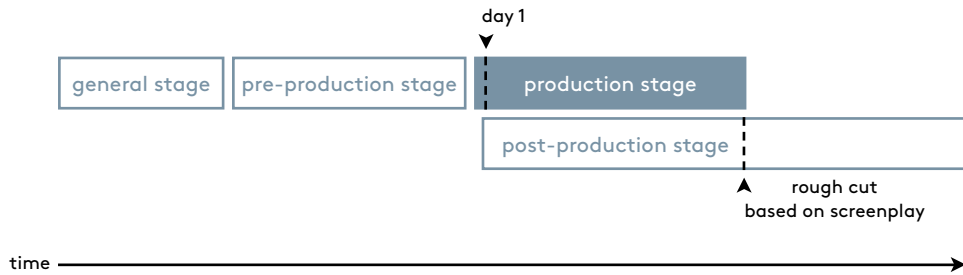 day 1
general stage
pre-production stage
production stage
post-production stage
rough cut
based on screenplay
time